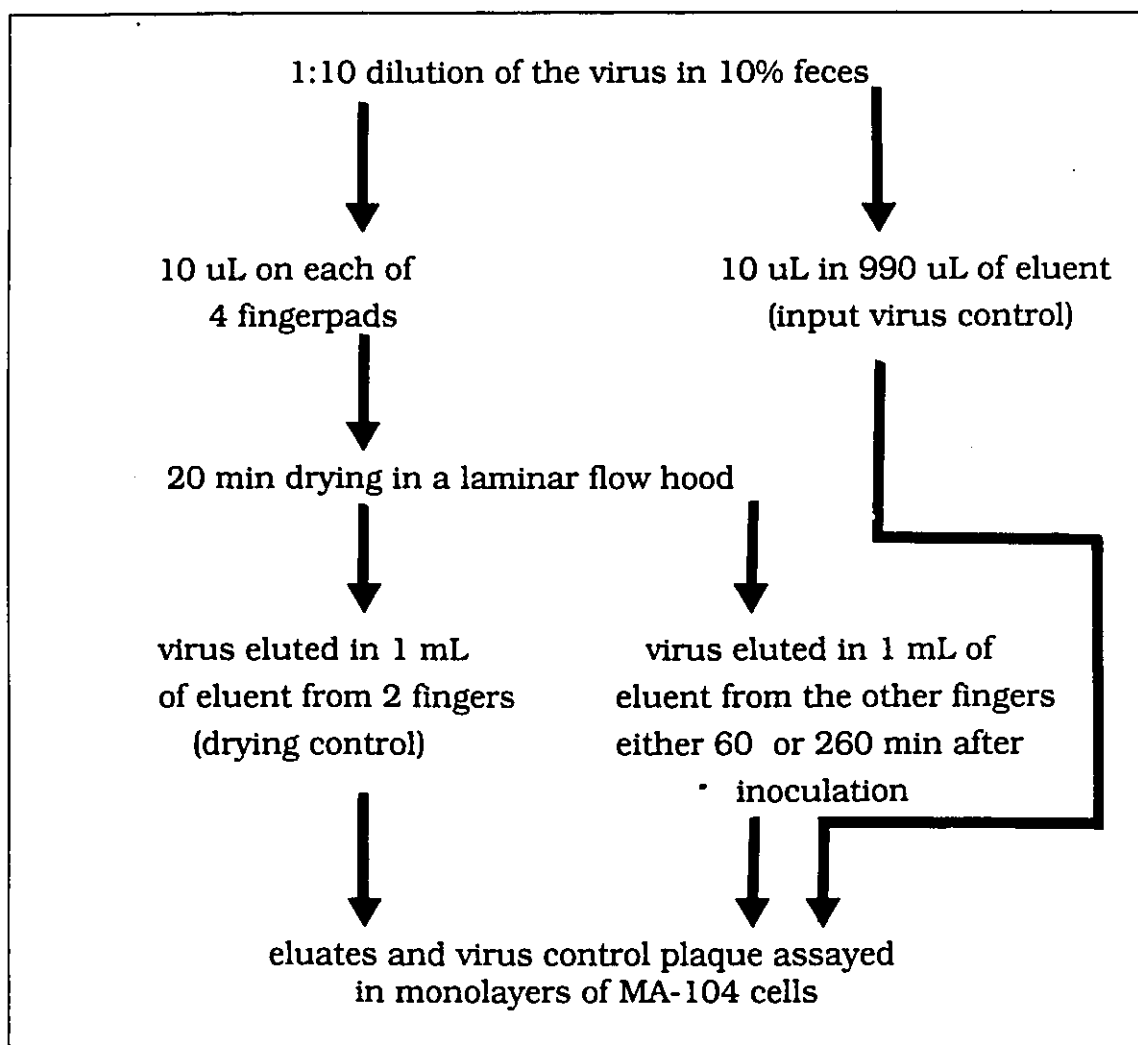 1:10 dilution of the virus in 10% feces
10 uL on each of
4 fingerpads
10 uL in 990 uL of eluent
(input virus control)
20 min drying in a laminar flow hood
virus eluted in 1 mL
of eluent from 2 fingers
(drying control)
virus eluted in 1 mL of
eluent from the other fingers
either 60 or 260 min after
inoculation
eluates and virus control plaque assayed
in monolayers of MA-104 cells